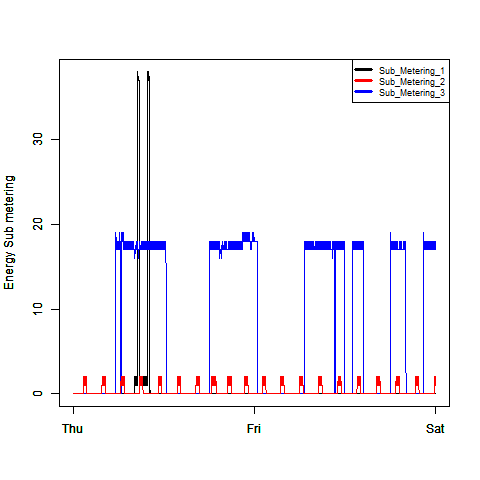 Sub_Metering_1
Sub_Metering_2
Sub_Metering_3
Energy Sub metering
30
20
10
0
Thu Fri Sat